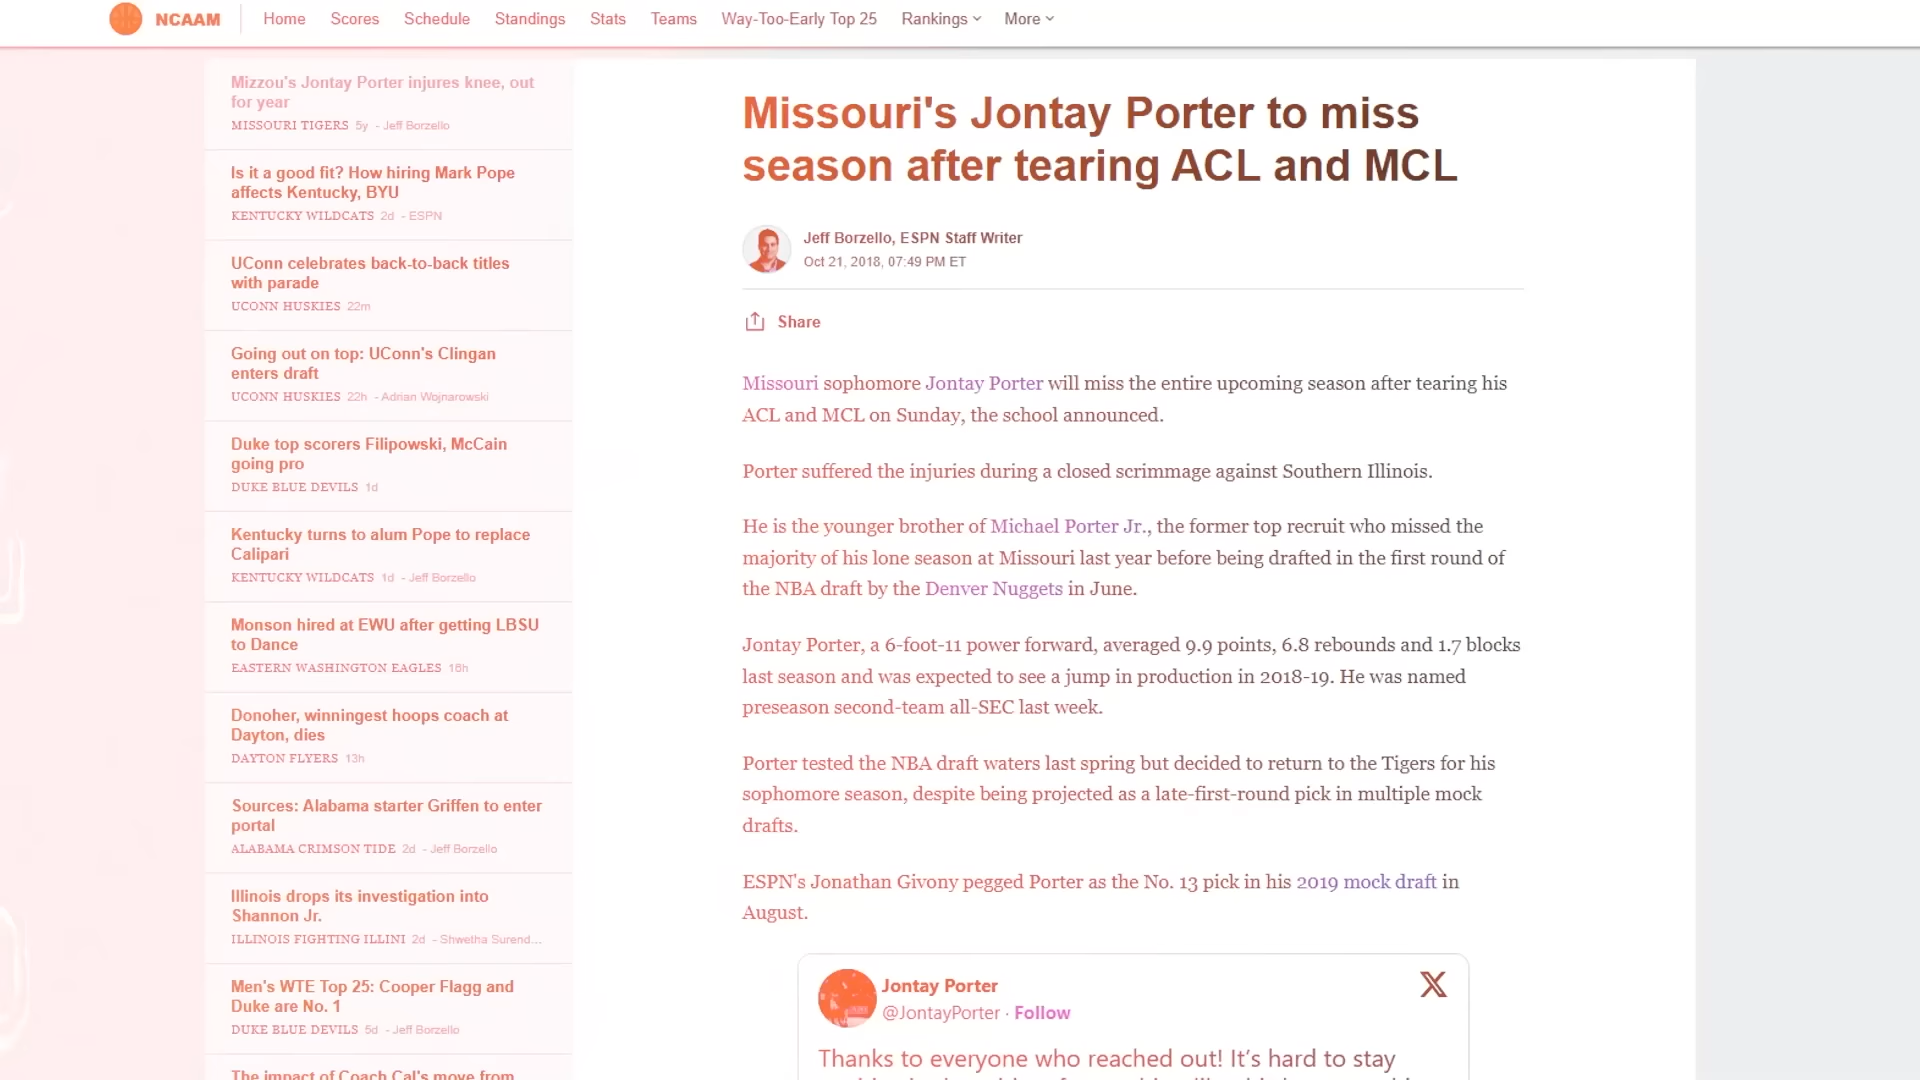 NCAAM Home Scores Schedule Standings Stats Teams Way-Too-Early Top 25 Rankings More
Mizzou's Jontay Porter injures knee, out
for year
MISSOURI TIGERS 5y - Jeff Borzello
Is it a good fit? How hiring Mark Pope
affects Kentucky, BYU
KENTUCKY WILDCATS 2d - ESPN
UConn celebrates back-to-back titles
with parade
UCONN HUSKIES 22m
Going out on top: UConn's Clingan
enters draft
UCONN HUSKIES 22h - Adrian Wojnarowski
Duke top scorers Filipowski, McCain
going pro
DUKE BLUE DEVILS 1d
Kentucky turns to alum Pope to replace
Calipari
KENTUCKY WILDCATS 1d - Jeff Borzello
Monson hired at EWU after getting LBSU
to Dance
EASTERN WASHINGTON EAGLES 18h
Donoher, winningest hoops coach at
Dayton, dies
DAYTON FLYERS 13h
Sources: Alabama starter Griffen to enter
portal
ALABAMA CRIMSON TIDE 2d - Jeff Borzello
Illinois drops its investigation into
Shannon Jr.
ILLINOIS FIGHTING ILLINI 2d - Shwetha Surend...
Men's WTE Top 25: Cooper Flagg and
Duke are No. 1
DUKE BLUE DEVILS 5d - Jeff Borzello
The impact of Coach Cal's move from
Missouri's Jontay Porter to miss
season after tearing ACL and MCL
Jeff Borzello, ESPN Staff Writer
Oct 21, 2018, 07:49 PM ET
Share
Missouri sophomore Jontay Porter will miss the entire upcoming season after tearing his
ACL and MCL on Sunday, the school announced.
Porter suffered the injuries during a closed scrimmage against Southern Illinois.
He is the younger brother of Michael Porter Jr., the former top recruit who missed the
majority of his lone season at Missouri last year before being drafted in the first round of
the NBA draft by the Denver Nuggets in June.
Jontay Porter, a 6-foot-11 power forward, averaged 9.9 points, 6.8 rebounds and 1.7 blocks
last season and was expected to see a jump in production in 2018-19. He was named
preseason second-team all-SEC last week.
Porter tested the NBA draft waters last spring but decided to return to the Tigers for his
sophomore season, despite being projected as a late-first-round pick in multiple mock
drafts.
ESPN's Jonathan Givony pegged Porter as the No. 13 pick in his 2019 mock draft in
August.
Jontay Porter
@JontayPorter · Follow
Thanks to everyone who reached out! It's hard to stay